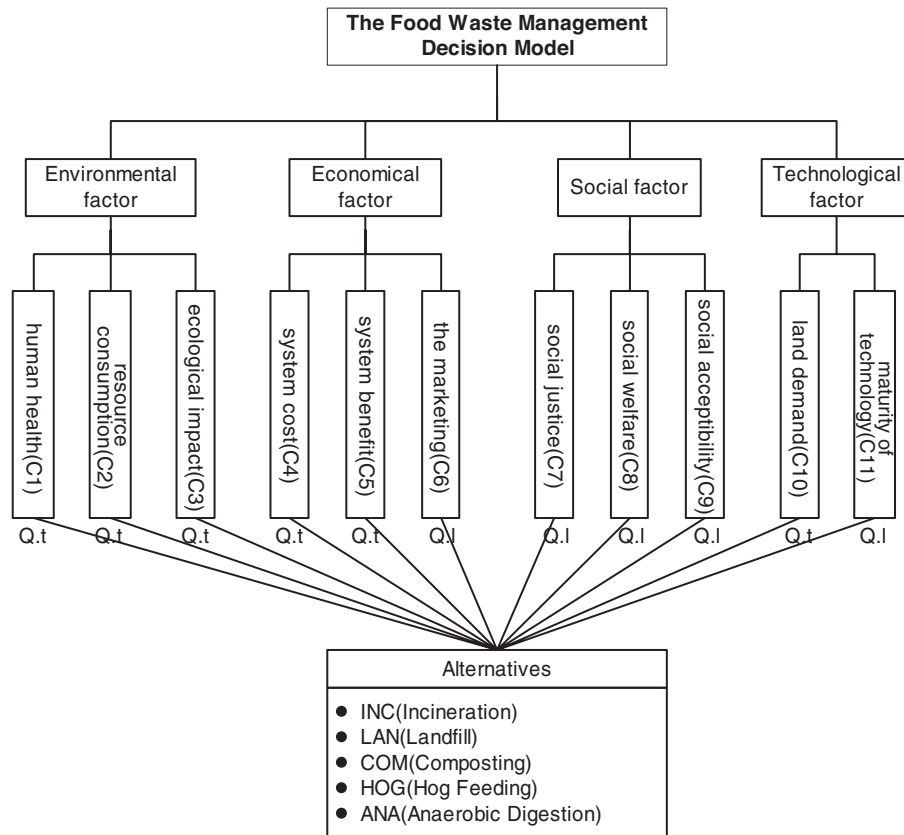 The Food Waste Management
Decision Model
Environmental
factor
Economical
factor
Social factor
Technological
factor
human health(C1)
resource
consumption(C2)
ecological impact(C3)
system cost(C4)
system benefit(C5)
the marketing(C6)
social justice(C7)
social welfare(C8)
social acceptibility(C9)
land demand(C10)
maturity of
technology(C11)
Q.t
Q.t
Q.t
Q.t
Q.t
Q.l
Q.l
Q.l
Q.l
Q.t
Q.l
Alternatives
● INC(Incineration)
● LAN(Landfill)
● COM(Composting)
● HOG(Hog Feeding)
● ANA(Anaerobic Digestion)